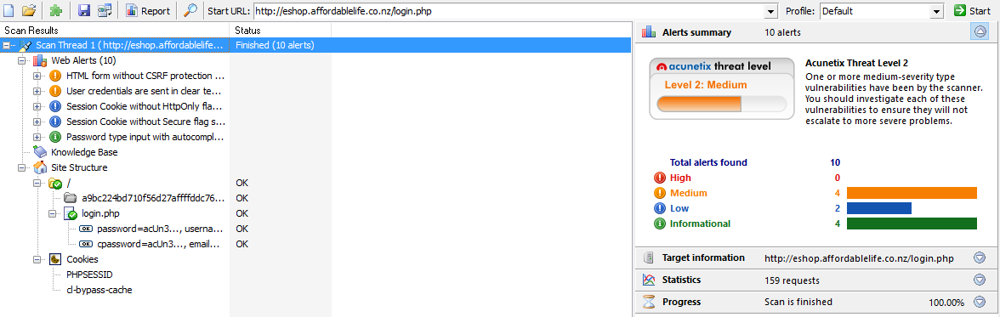 Report
Start URL: http://eshop.affordablelife.co.nz/login.php
Profile: Default
Start
Scan Results
Status
Scan Thread 1 ( http://eshop.affordablelife...
Finished (10 alerts)
Web Alerts (10)
HTML form without CSRF protection ...
User credentials are sent in clear te...
Session Cookie without HttpOnly fla...
Session Cookie without Secure flag s...
Password type input with autocompl...
Knowledge Base
Site Structure
/
OK
a9bc224bd710f56d27affffddc76...
OK
login.php
OK
OK
password=acUn3..., userna...
OK
OK
cpassword=acUn3..., email...
OK
Cookies
PHPSESSID
cl-bypass-cache
Alerts summary
10 alerts
acunetix threat level
Level 2: Medium
Acunetix Threat Level 2
One or more medium-severity type
vulnerabilities have been by the scanner.
You should investigate each of these
vulnerabilities to ensure they will not
escalate to more severe problems.
Total alerts found
10
High
0
Medium
4
Low
2
Informational
4
Target information
http://eshop.affordablelife.co.nz/login.php
Statistics
159 requests
Progress
Scan is finished
100.00%